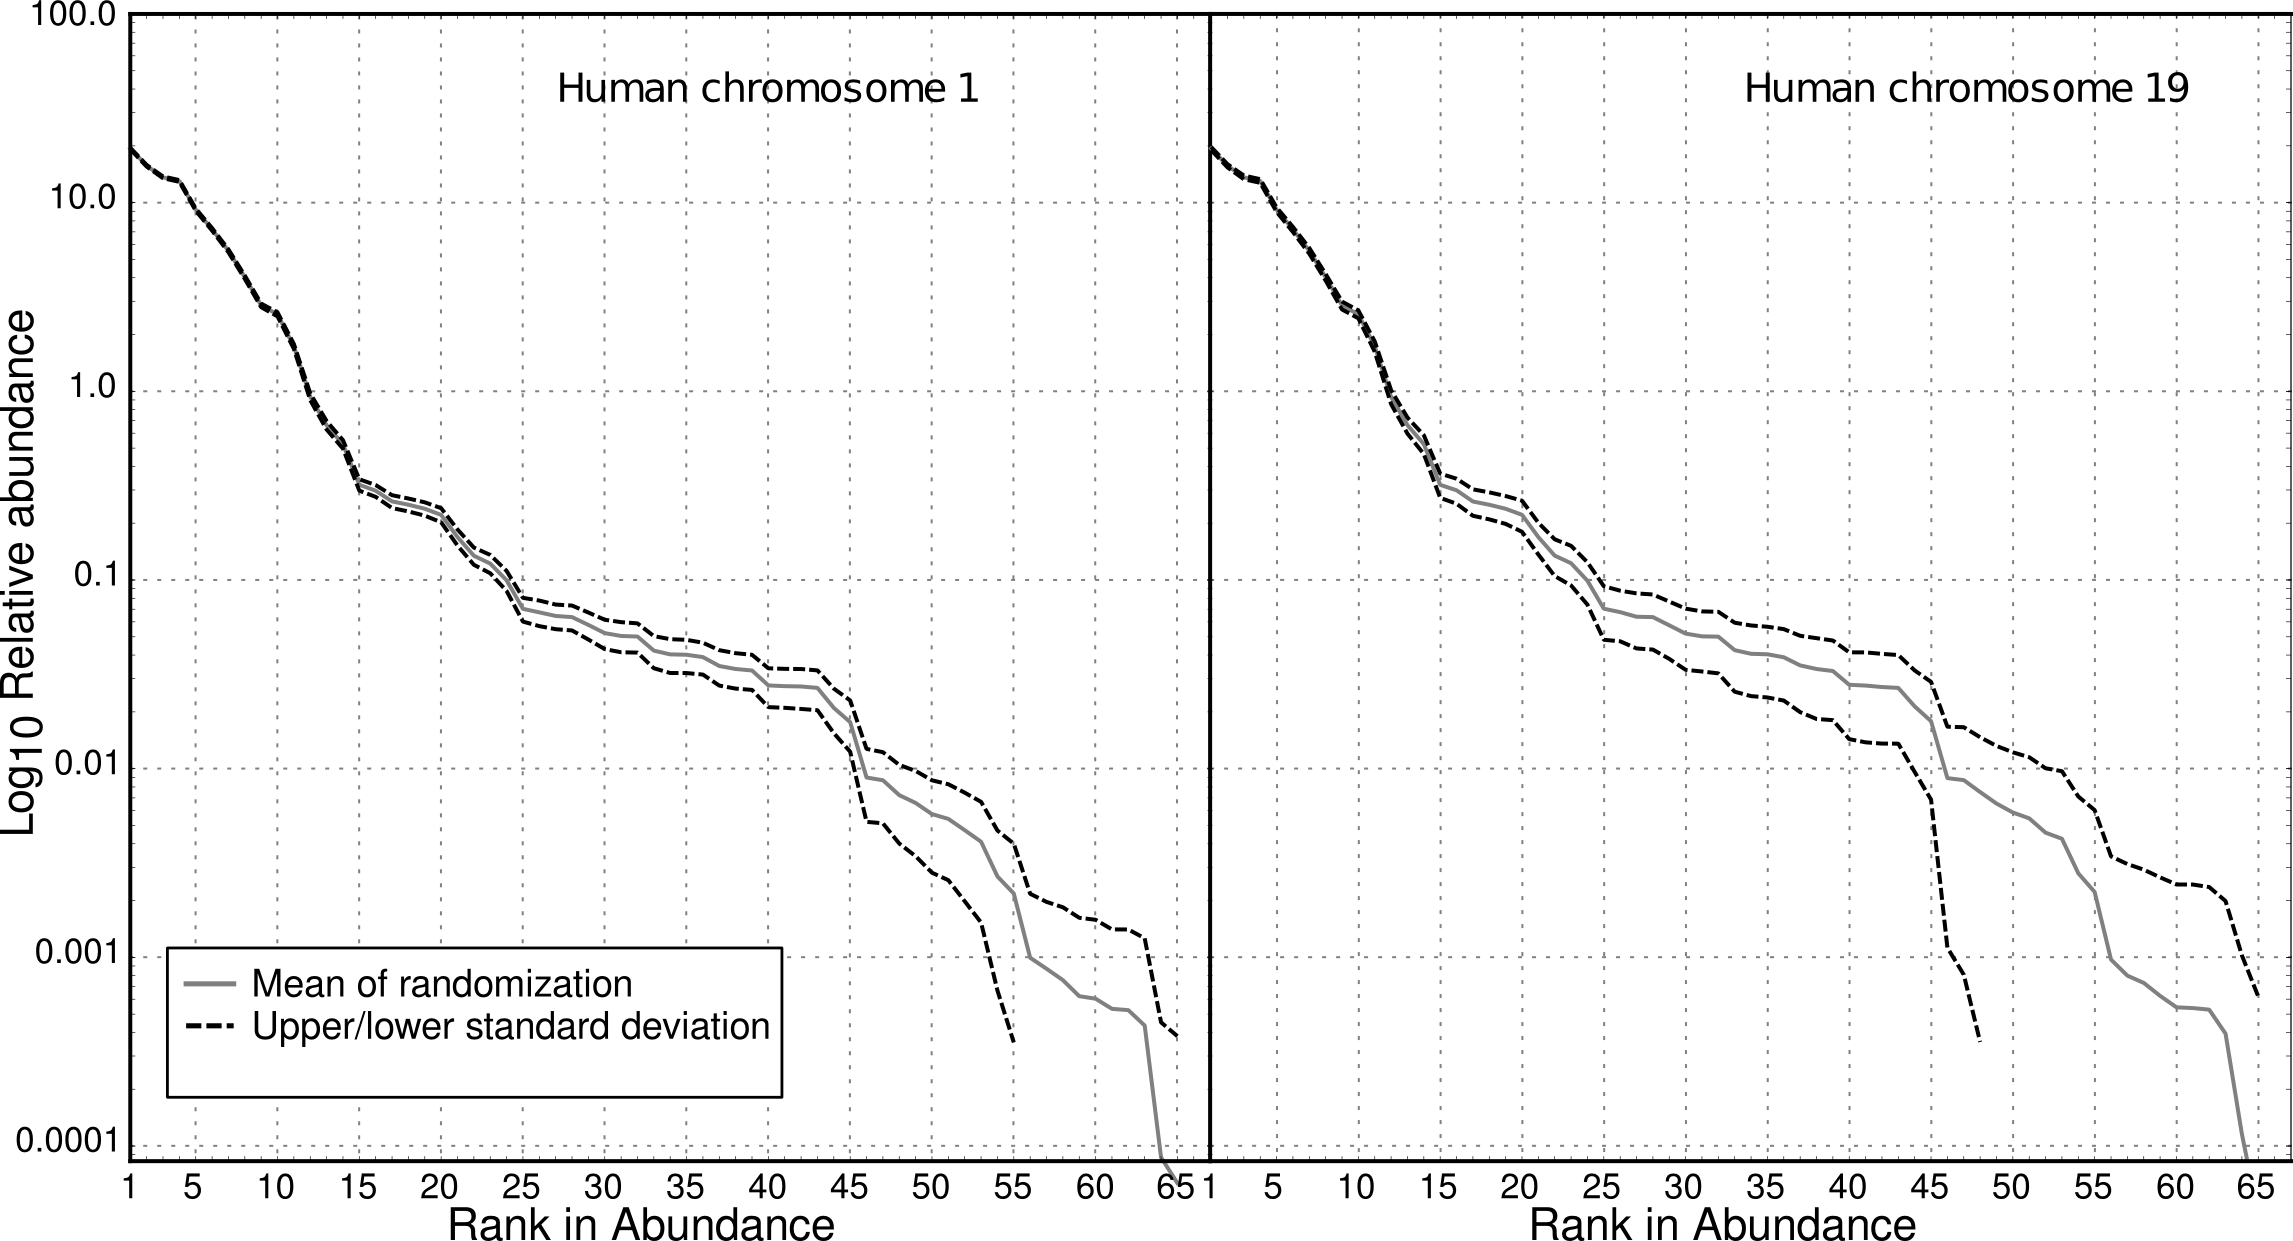 100.0
10.0
1.0
0.1
0.01
0.001
0.0001
Log10 Relative abundance
Human chromosome 1
Human chromosome 19
Mean of randomization
Upper/lower standard deviation
1 5 10 15 20 25 30 35 40 45 50 55 60 65
1 5 10 15 20 25 30 35 40 45 50 55 60 65
Rank in Abundance
Rank in Abundance